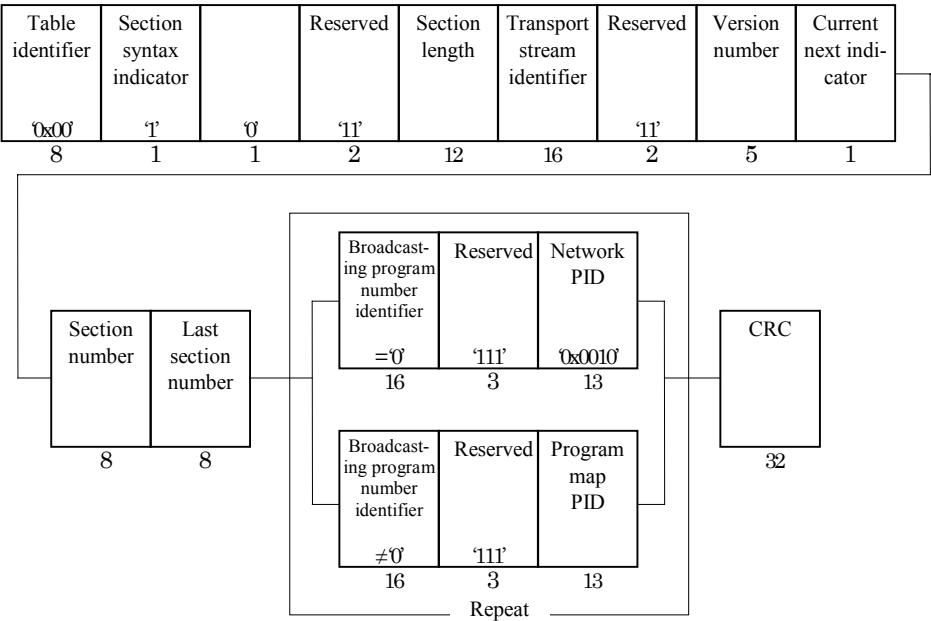 Table
identifier
‘0x00’
8
Section
syntax
indicator
‘1’
1
‘0’
1
Reserved
‘11’
2
Section
length
12
Transport
stream
identifier
16
Reserved
‘11’
2
Version
number
5
Current
next indi-
cator
1
Section
number
8
Last
section
number
8
Broadcast-
ing program
number
identifier
=‘0’
16
Reserved
‘111’
3
Network
PID
‘0x0010’
13
Broadcast-
ing program
number
identifier
≠‘0’
16
Reserved
‘111’
3
Program
map
PID
13
Repeat
CRC
32